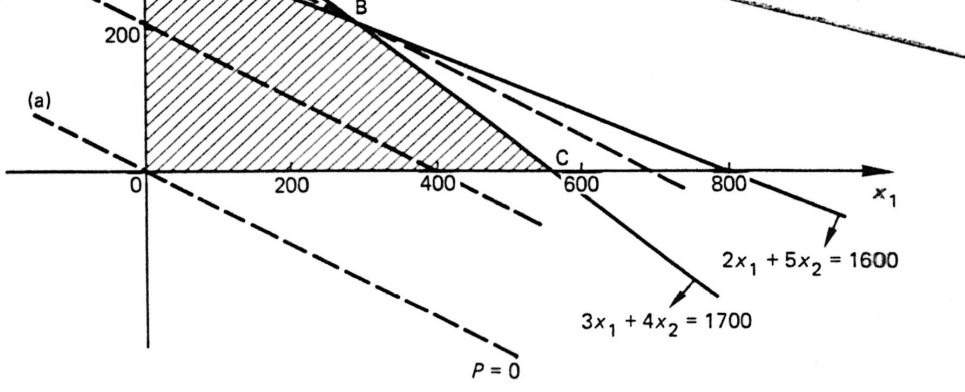 B
200
(a)
C
0
200
400
600
800
x₁
2x₁ + 5x₂ = 1600
3x₁ + 4x₂ = 1700
P = 0